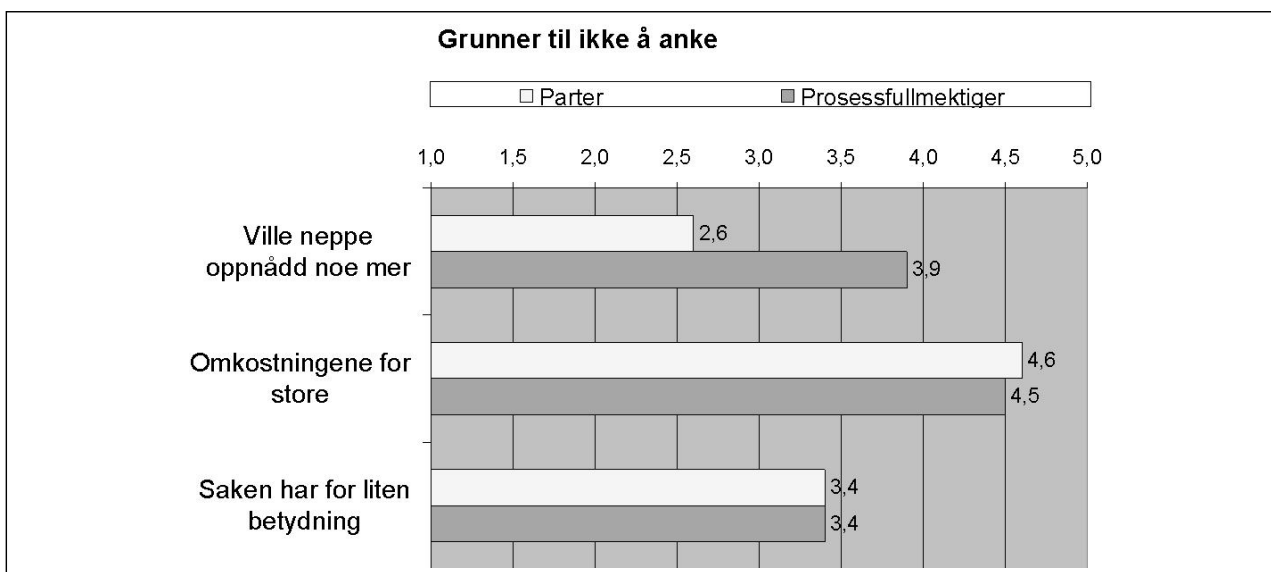 Grunner til ikke å anke
Parter Prosessfullmektiger
1,0 1,5 2,0 2,5 3,0 3,5 4,0 4,5 5,0
Ville neppe
oppnådd noe mer
2,6
3,9
Omkostningene for
store
4,6
4,5
Saken har for liten
betydning
3,4
3,4